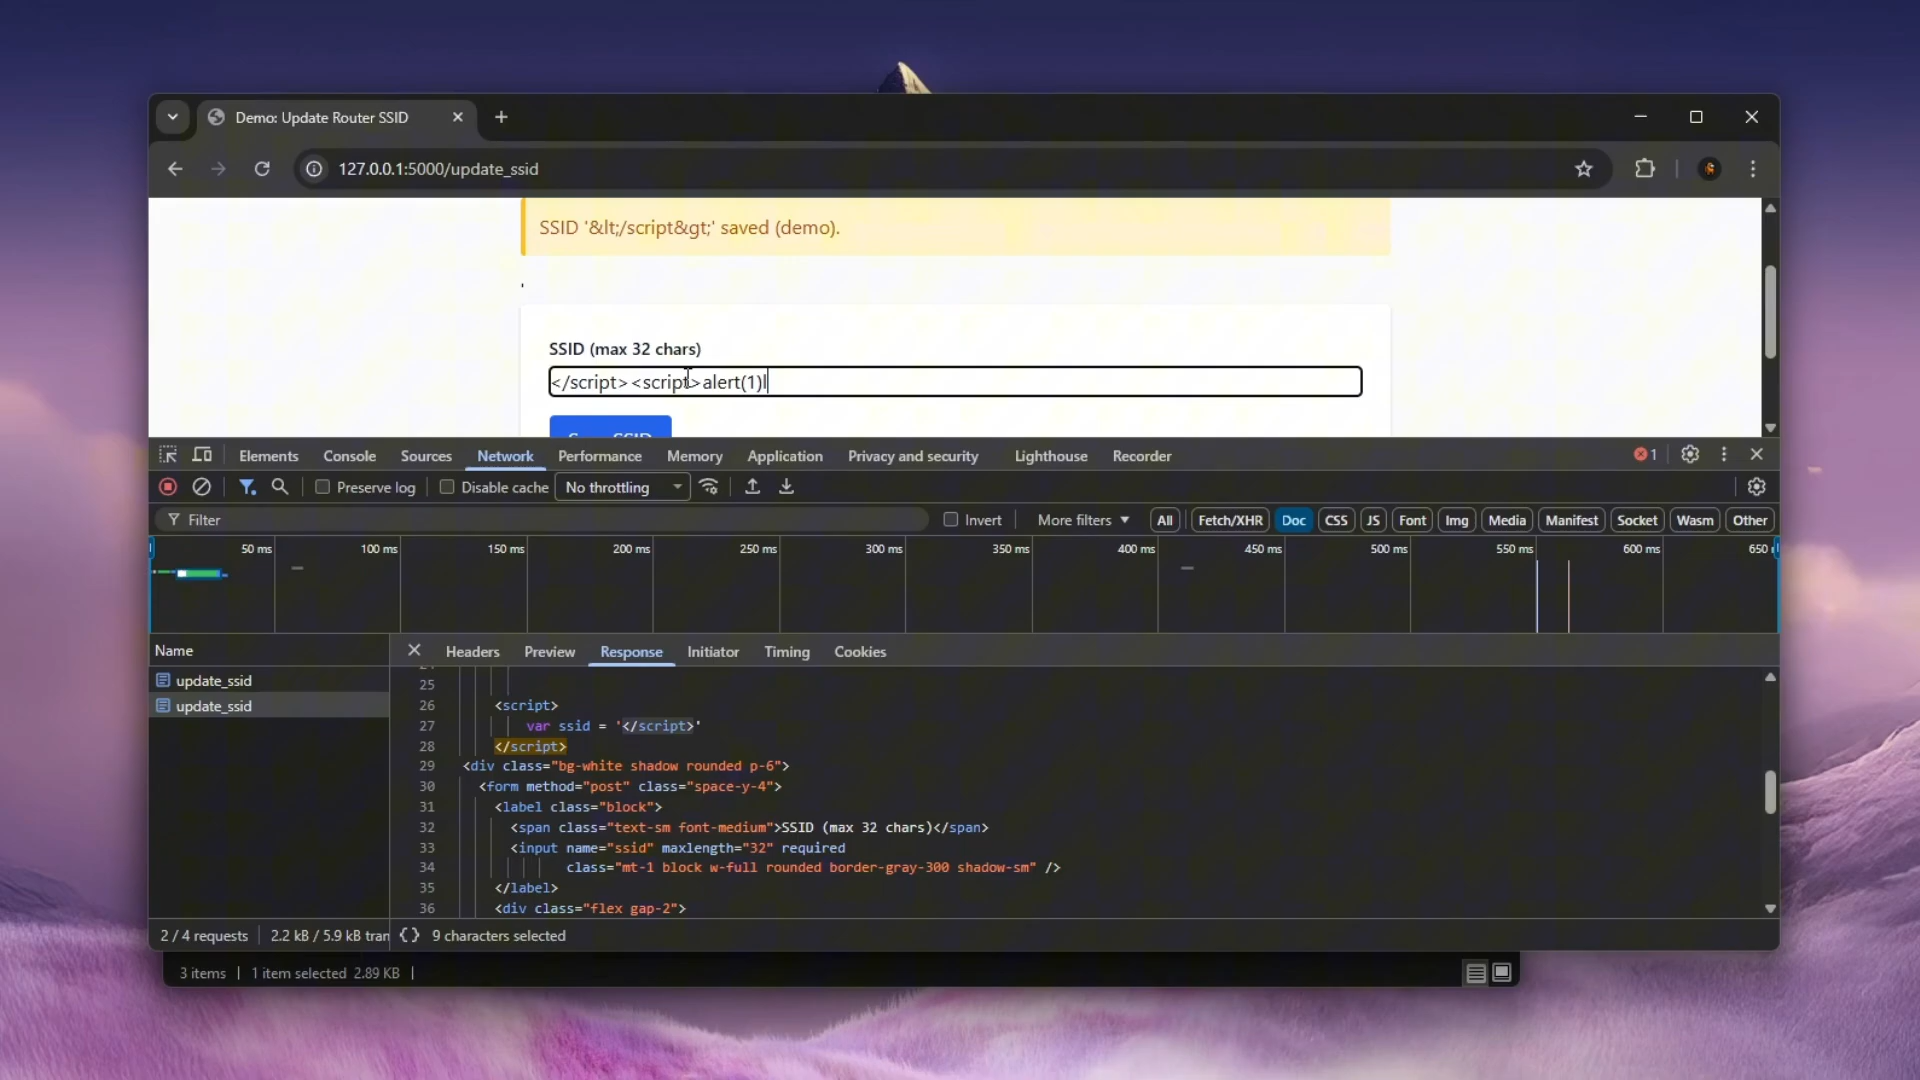 Demo: Update Router SSID
127.0.0.1:5000/update_ssid
SSID '&lt;/script&gt;' saved (demo).
'
SSID (max 32 chars)
</script><script>alert(1)
Elements Console Sources Network Performance Memory Application Privacy and security Lighthouse Recorder 1
Preserve log Disable cache No throttling
Filter Invert More filters All Fetch/XHR Doc CSS JS Font Img Media Manifest Socket Wasm Other
50 ms 100 ms 150 ms 200 ms 250 ms 300 ms 350 ms 400 ms 450 ms 500 ms 550 ms 600 ms 650
Name
Headers Preview Response Initiator Timing Cookies
update_ssid
update_ssid
25
26 <script>
27 var ssid = '</script>'
28 </script>
29 <div class="bg-white shadow rounded p-6">
30 <form method="post" class="space-y-4">
31 <label class="block">
32 <span class="text-sm font-medium">SSID (max 32 chars)</span>
33 <input name="ssid" maxlength="32" required
34 class="mt-1 block w-full rounded border-gray-300 shadow-sm" />
35 </label>
36 <div class="flex gap-2">
2 / 4 requests 2.2 kB / 5.9 kB tran {} 9 characters selected
3 items 1 item selected 2.89 KB